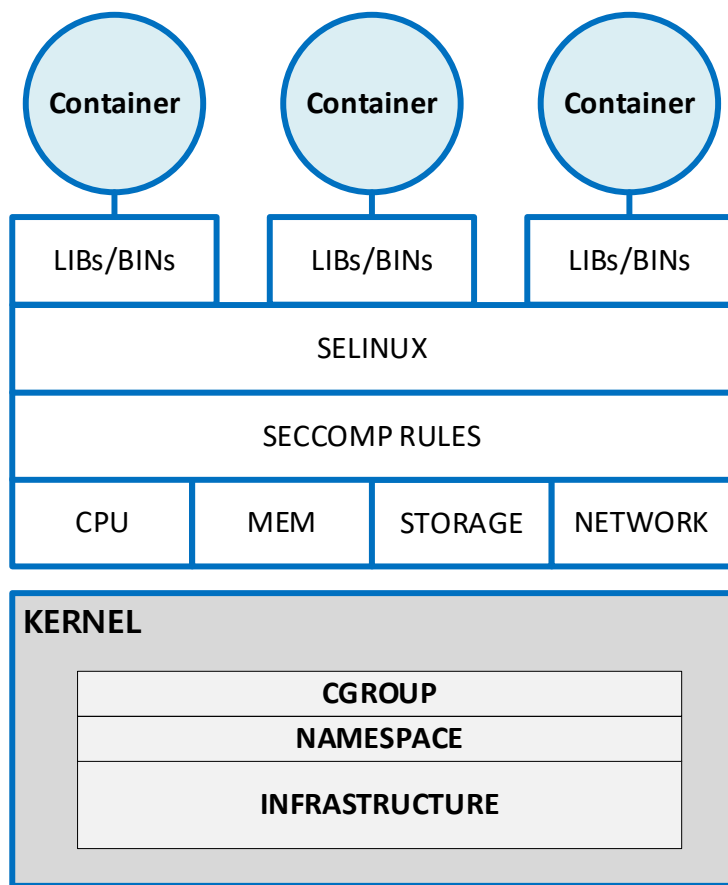 Container Container Container
LIBs/BINs LIBs/BINs LIBs/BINs
SELINUX
SECCOMP RULES
CPU MEM STORAGE NETWORK
KERNEL
CGROUP
NAMESPACE
INFRASTRUCTURE